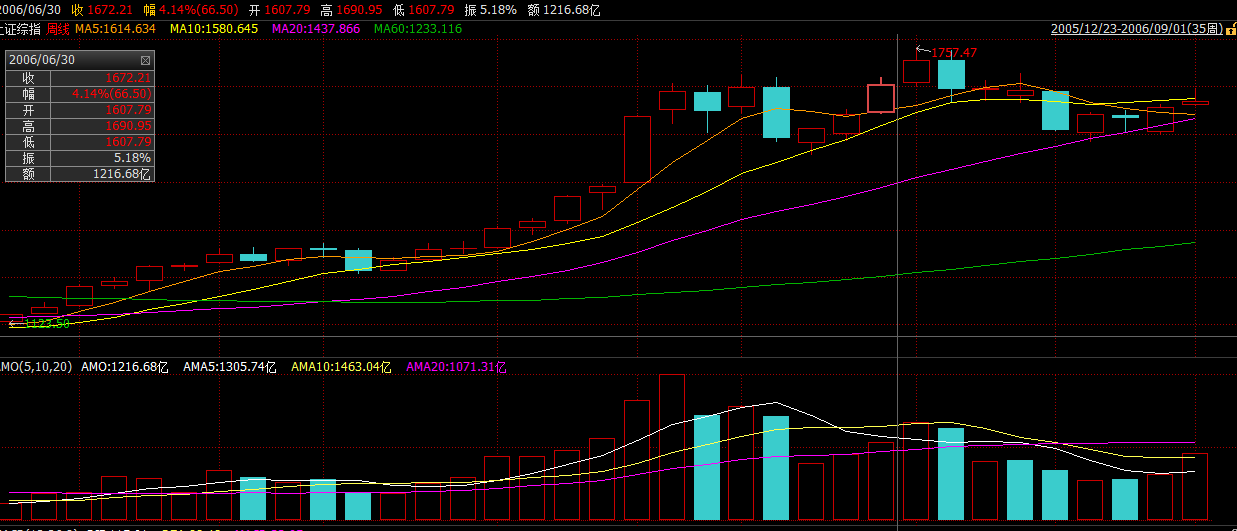 2006/06/30 收 1672.21 幅 4.14%(66.50) 开 1607.79 高 1690.95 低 1607.79 振 5.18% 额 1216.68亿
上证综指 周线 MA5:1614.634 MA10:1580.645 MA20:1437.866 MA60:1233.116 2005/12/23-2006/09/01(35周)
1757.47
2006/06/30
收 1672.21
幅 4.14%(66.50)
开 1607.79
高 1690.95
低 1607.79
振 5.18%
额 1216.68亿
1123.50
AMO(5,10,20) AMO:1216.68亿 AMA5:1305.74亿 AMA10:1463.04亿 AMA20:1071.31亿